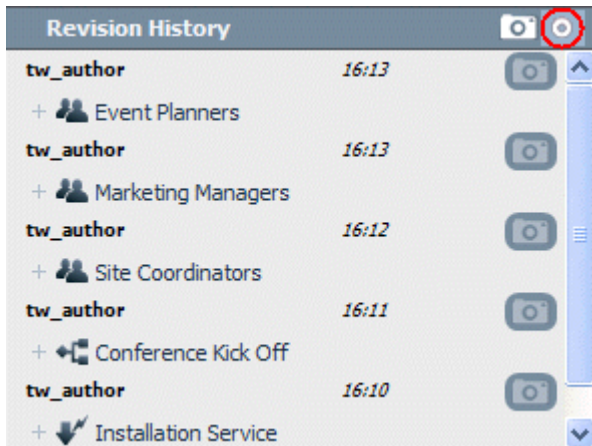 Revision History
tw_author 16:13
+ Event Planners
tw_author 16:13
+ Marketing Managers
tw_author 16:12
+ Site Coordinators
tw_author 16:11
+ Conference Kick Off
tw_author 16:10
+ Installation Service